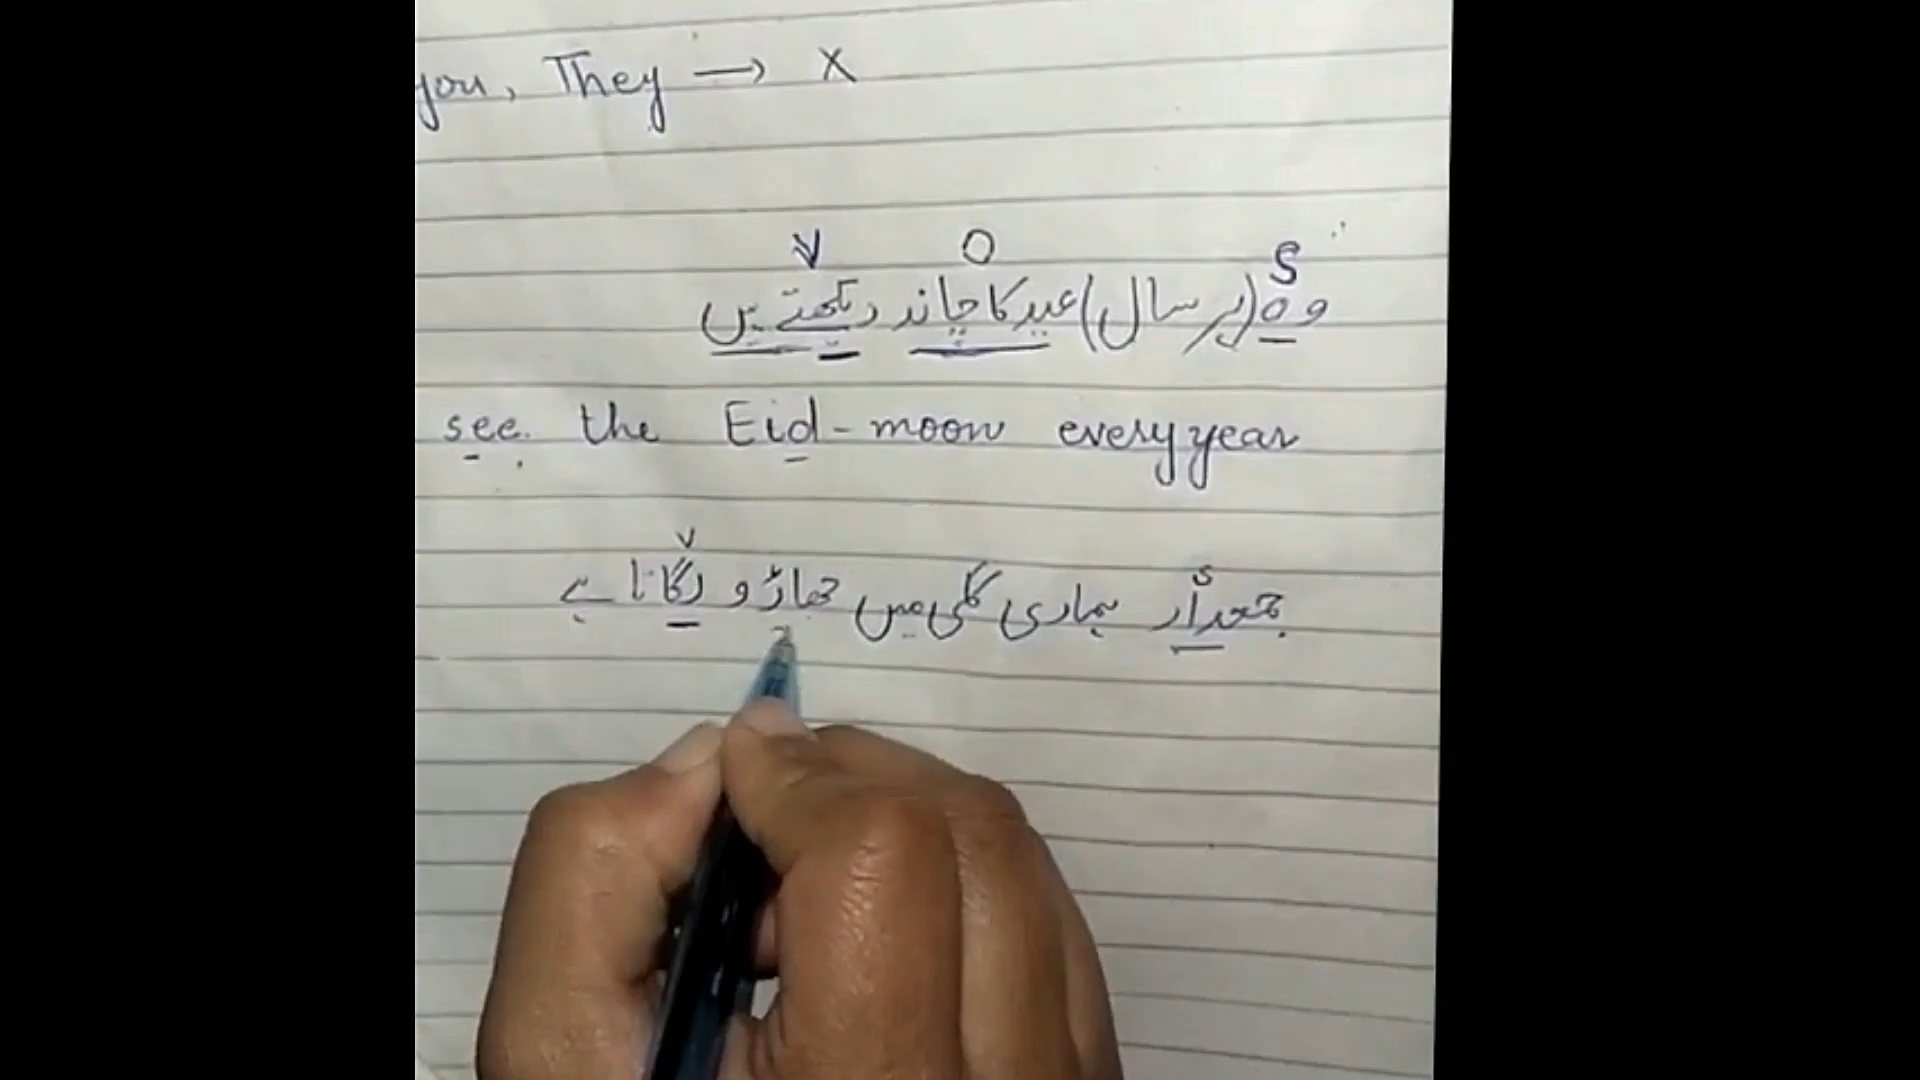 you, They → X
V O S
وہ (ہر سال) عید کا چاند دیکھتے ہیں
see the Eid-moon every year
V S
جمعدار ہماری گلی میں جھاڑو لگاتا ہے